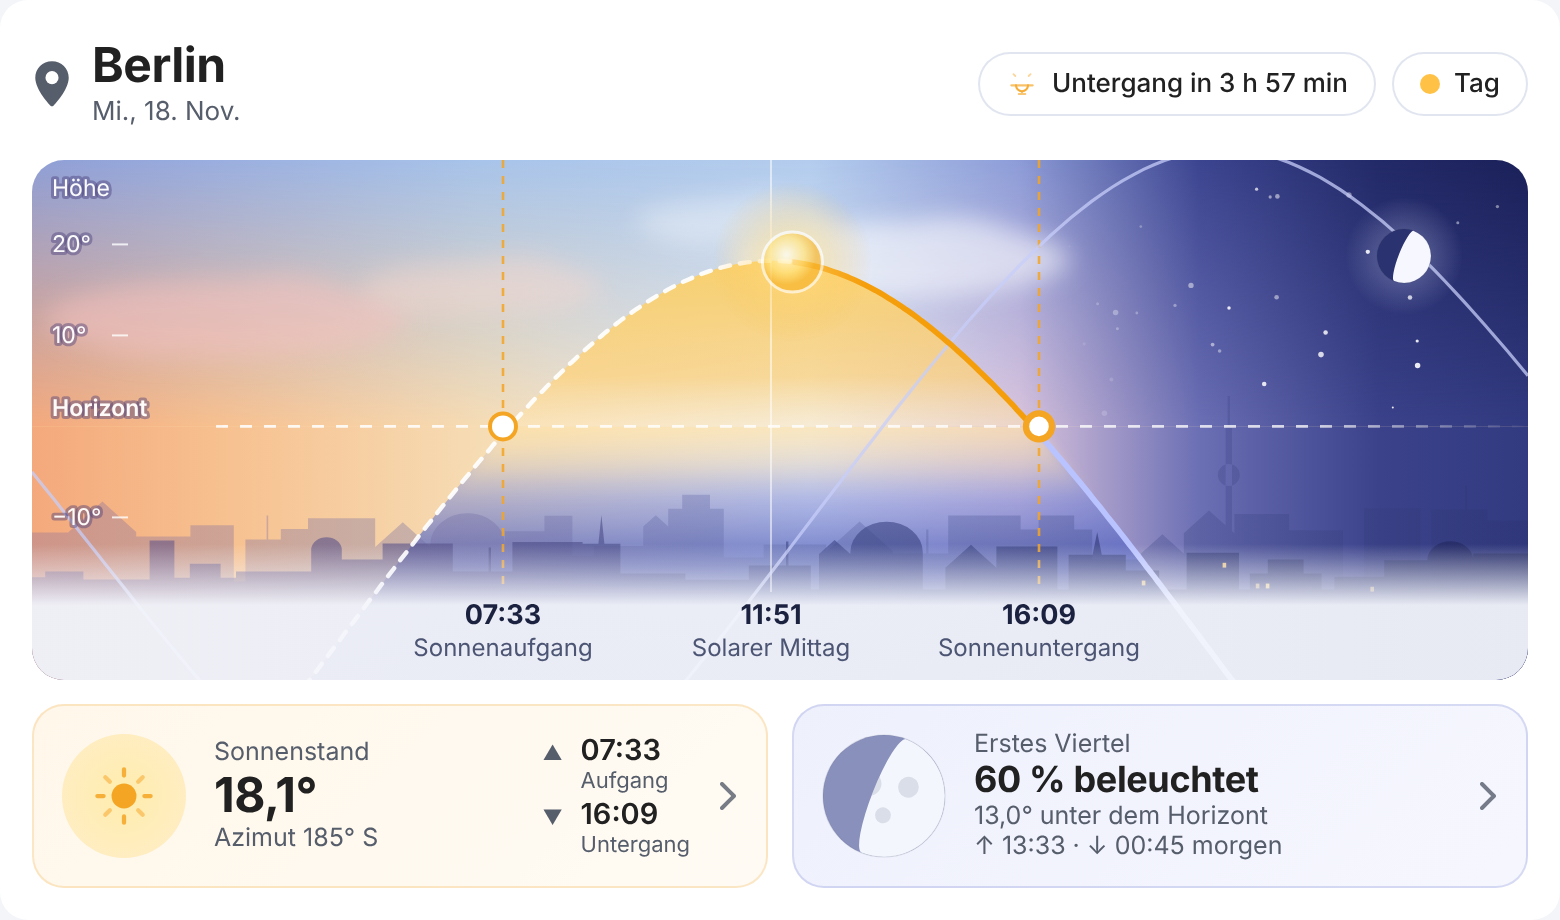 Berlin
Mi., 18. Nov.
Untergang in 3 h 57 min
Tag
Höhe
20°
10°
Horizont
−10°
07:33
Sonnenaufgang
11:51
Solarer Mittag
16:09
Sonnenuntergang
Sonnenstand
18,1°
Azimut 185° S
▲ 07:33
Aufgang
▼ 16:09
Untergang
Erstes Viertel
60 % beleuchtet
13,0° unter dem Horizont
↑ 13:33 · ↓ 00:45 morgen